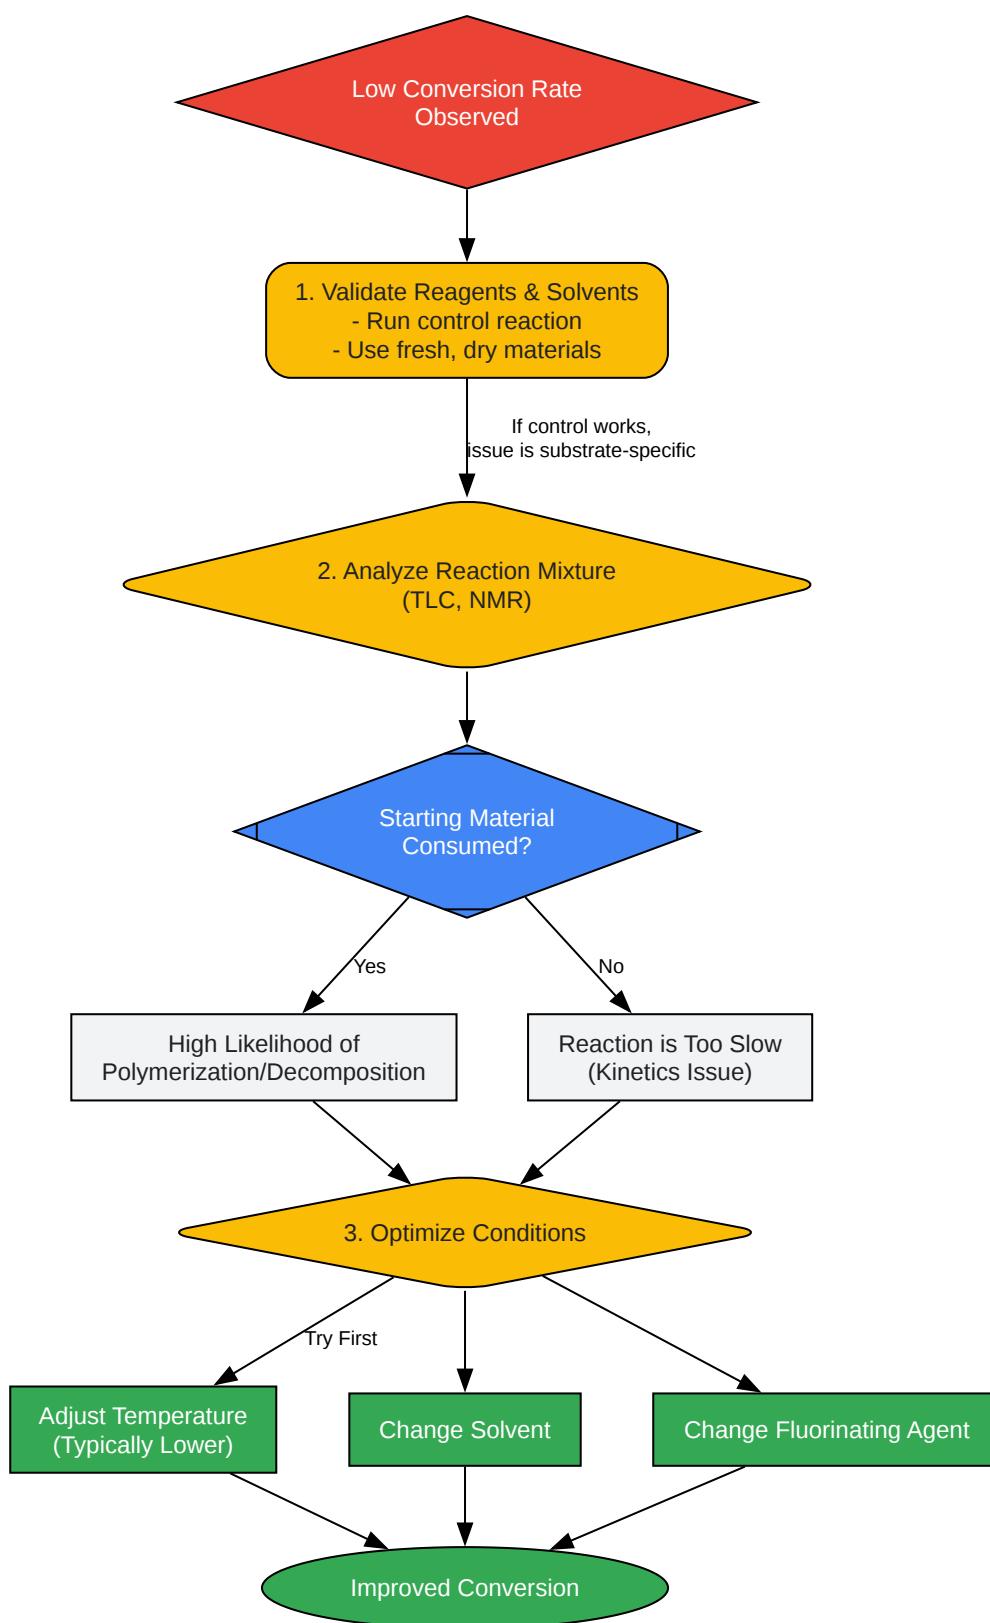 Low Conversion Rate
Observed
1. Validate Reagents & Solvents
- Run control reaction
- Use fresh, dry materials
If control works,
issue is substrate-specific
2. Analyze Reaction Mixture
(TLC, NMR)
Starting Material
Consumed?
Yes
No
High Likelihood of
Polymerization/Decomposition
Reaction is Too Slow
(Kinetics Issue)
3. Optimize Conditions
Try First
Adjust Temperature
(Typically Lower)
Change Solvent
Change Fluorinating Agent
Improved Conversion